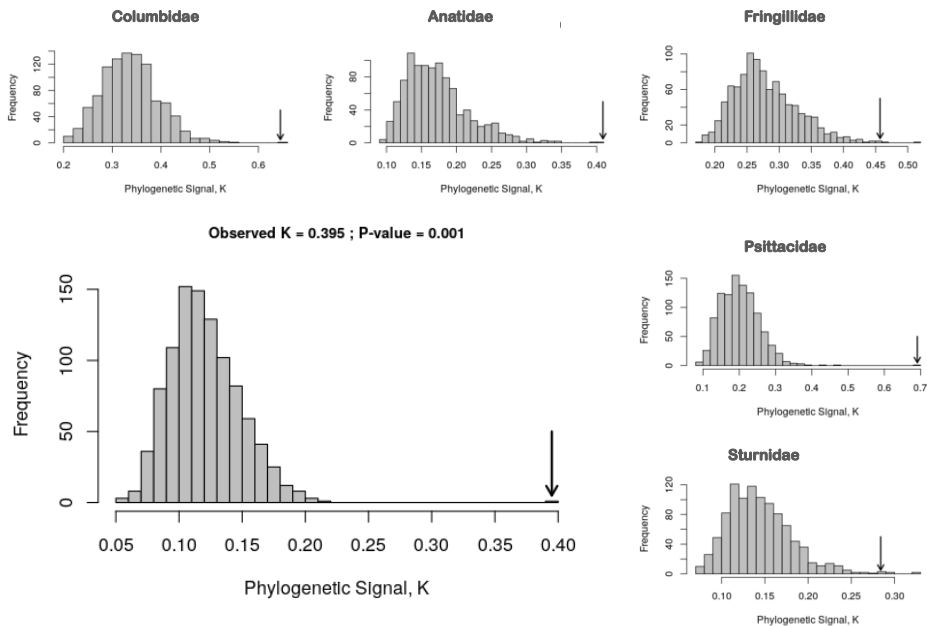 Columbidae
Frequency
0 40 80 120
0.2 0.3 0.4 0.5 0.6
Phylogenetic Signal, K
Anatidae
Frequency
0 40 80
0.10 0.15 0.20 0.25 0.30 0.35 0.40
Phylogenetic Signal, K
Fringillidae
Frequency
0 20 60 100
0.20 0.25 0.30 0.35 0.40 0.45 0.50
Phylogenetic Signal, K
Observed K = 0.395 ; P-value = 0.001
Frequency
0 50 100 150
0.05 0.10 0.15 0.20 0.25 0.30 0.35 0.40
Phylogenetic Signal, K
Psittacidae
Frequency
0 50 100 150
0.1 0.2 0.3 0.4 0.5 0.6 0.7
Phylogenetic Signal, K
Sturnidae
Frequency
0 40 80 120
0.10 0.15 0.20 0.25 0.30
Phylogenetic Signal, K